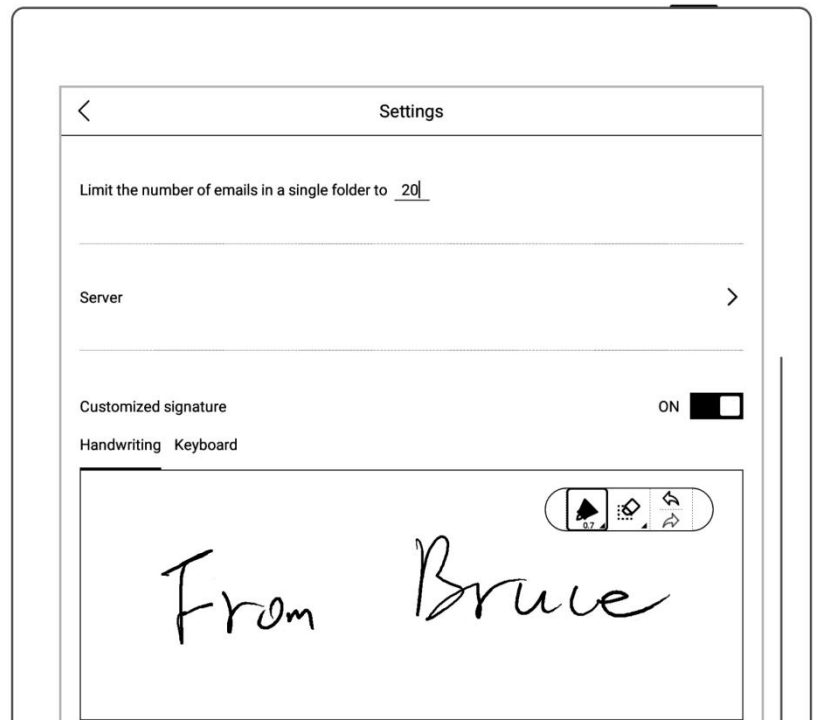 Settings
Limit the number of emails in a single folder to 20
Server
Customized signature ON
Handwriting Keyboard
0.7
From Bruce